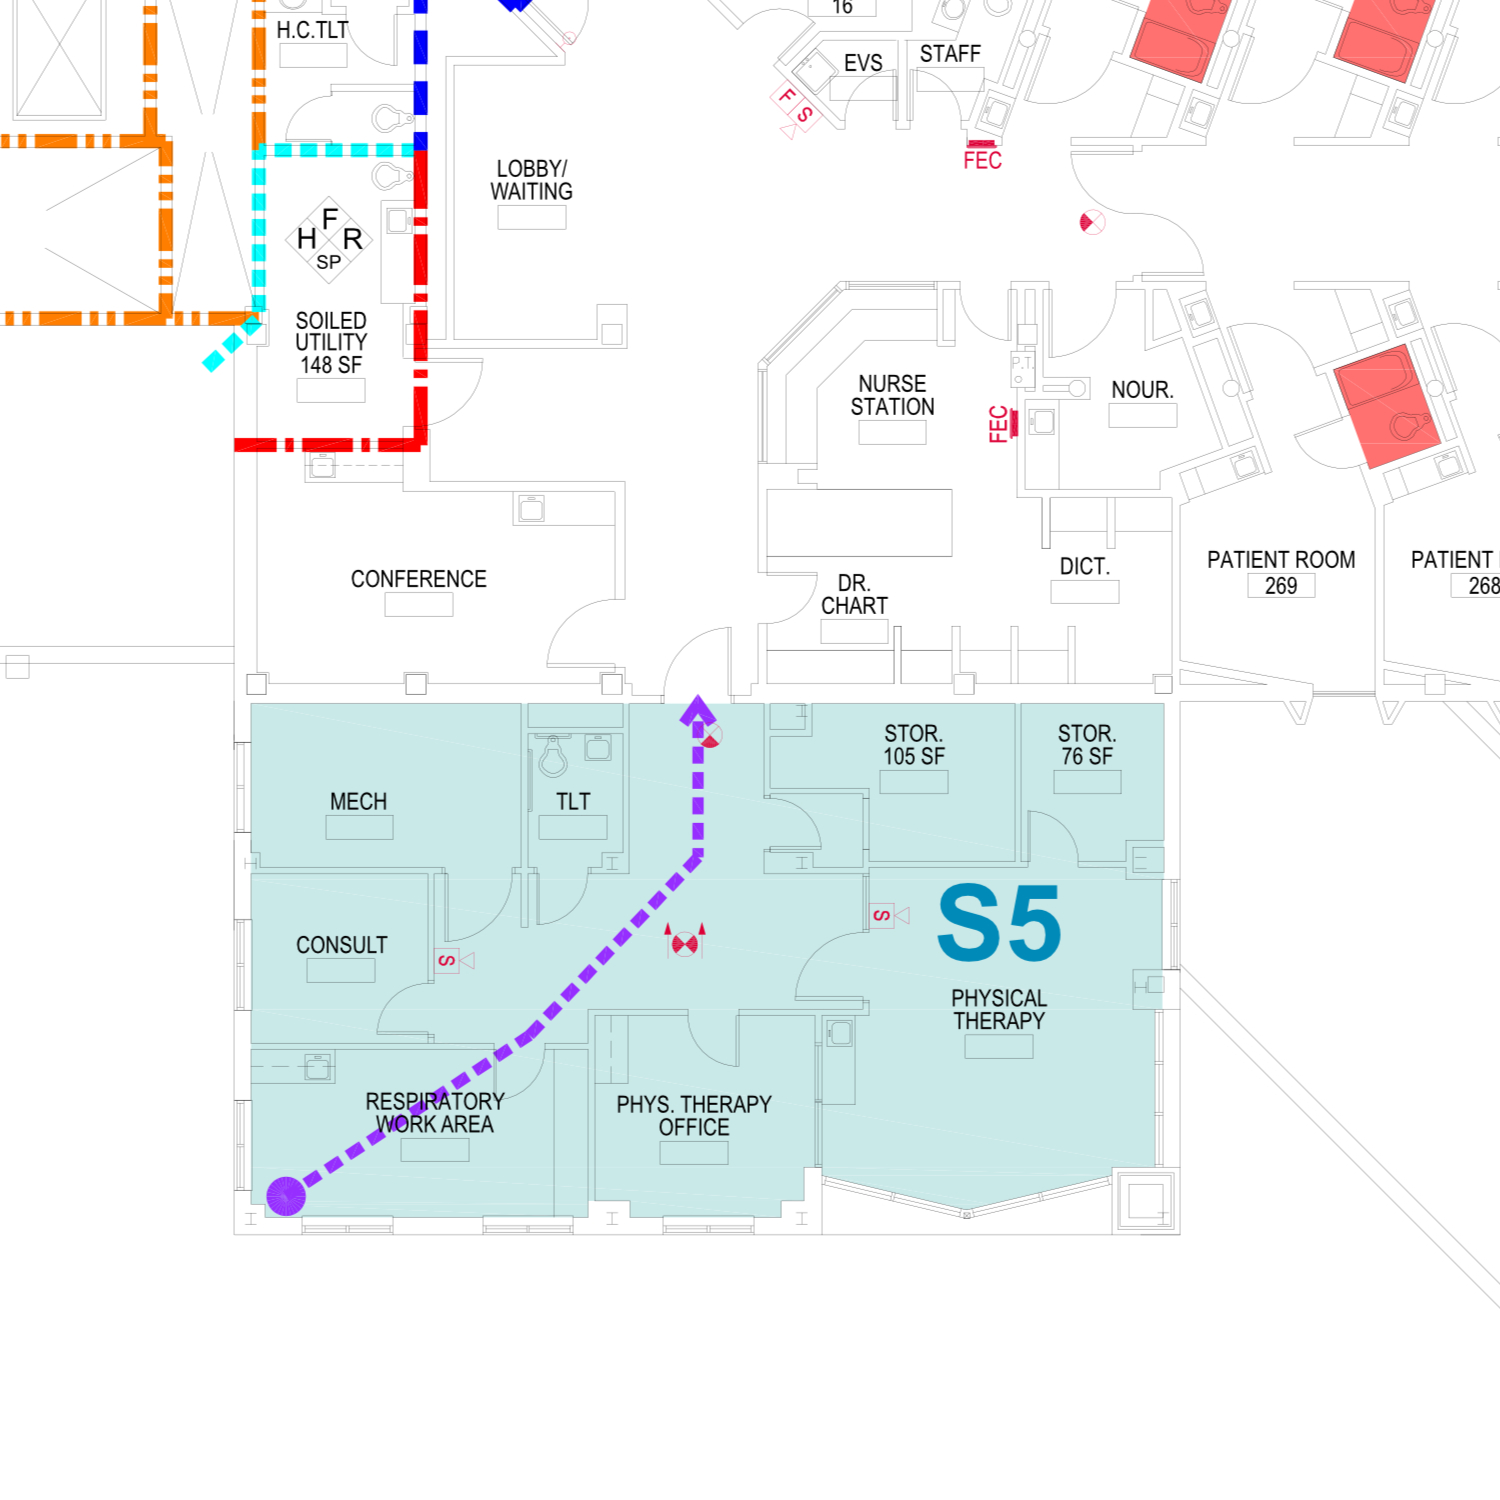 16
H.C.TLT
EVS
STAFF
F
S
FEC
LOBBY/
WAITING
F
H
R
SP
SOILED
UTILITY
148 SF
P.T.
NURSE
STATION
NOUR.
FEC
CONFERENCE
DR.
CHART
DICT.
PATIENT ROOM
269
PATIENT
268
STOR.
105 SF
STOR.
76 SF
MECH
TLT
S5
S
CONSULT
S
PHYSICAL
THERAPY
RESPIRATORY
WORK AREA
PHYS. THERAPY
OFFICE